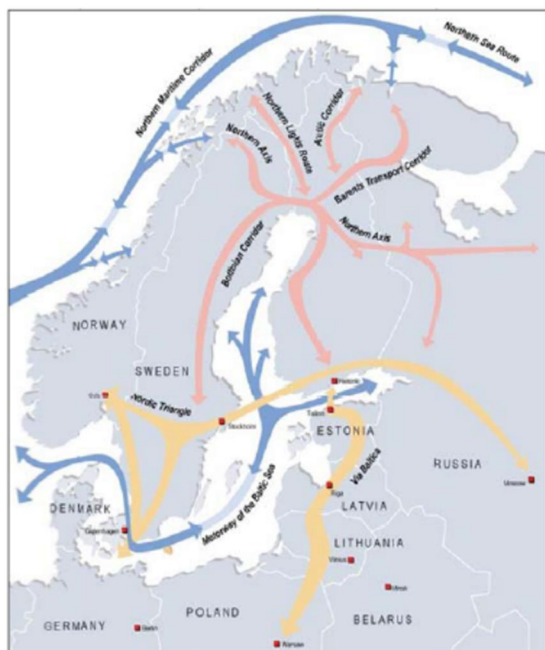 Northern Maritime Corridor
Northern Sea Route
Northern Axis
Northern Lights Route
Arctic Corridor
Barents Transport Corridor
Northern Axis
Bothnian Corridor
NORWAY
SWEDEN
Oslo
Nordic Triangle
Stockholm
Helsinki
Tallinn
ESTONIA
Via Baltica
RUSSIA
Moscow
Motorway of the Baltic Sea
Riga
LATVIA
DENMARK
Copenhagen
LITHUANIA
Vilnius
Minsk
GERMANY
Berlin
POLAND
BELARUS
Warsaw